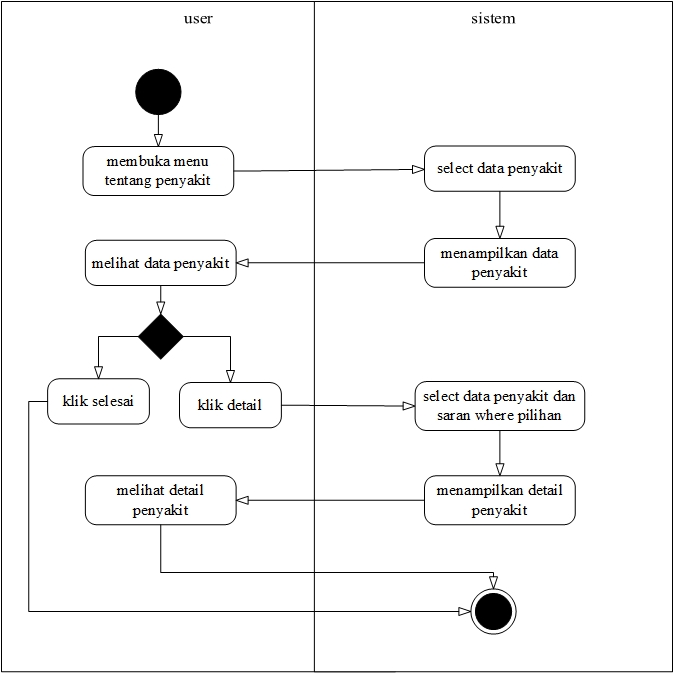 user
sistem
membuka menu
tentang penyakit
select data penyakit
melihat data penyakit
menampilkan data
penyakit
klik selesai
klik detail
select data penyakit dan
saran where pilihan
melihat detail
penyakit
menampilkan detail
penyakit